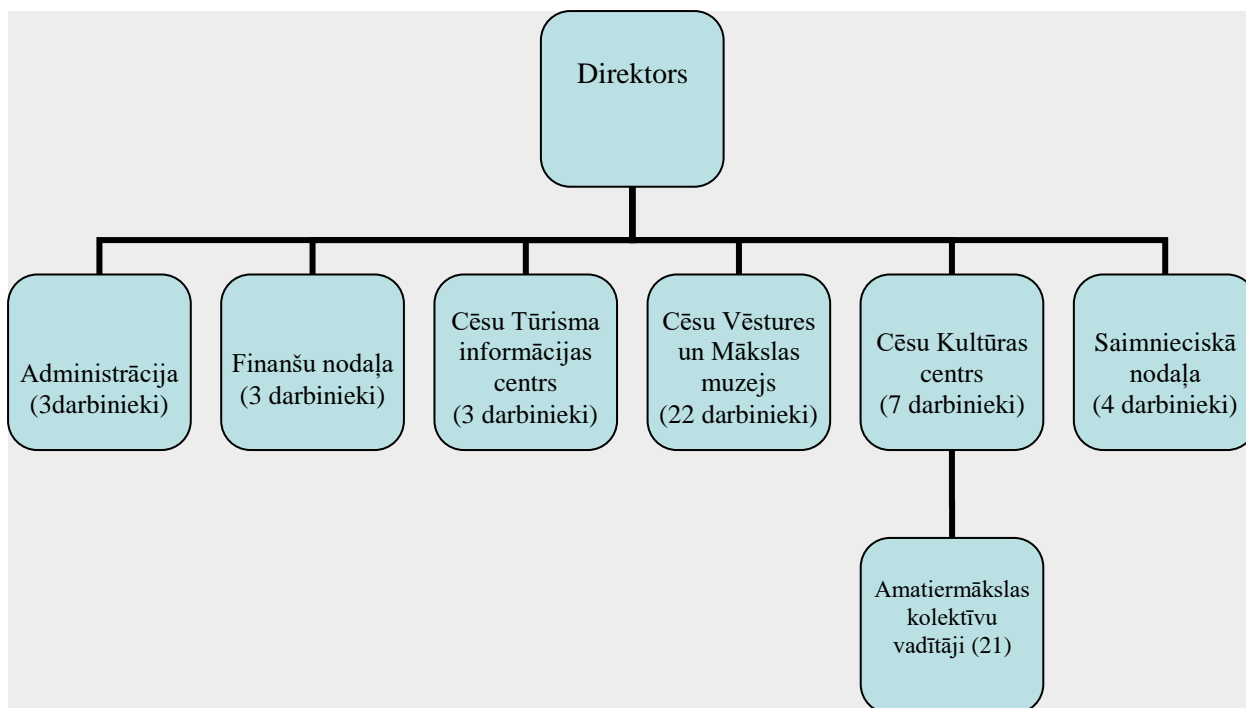 Direktors
Administrācija
(3darbinieki)
Finanšu nodaļa
(3 darbinieki)
Cēsu Tūrisma
informācijas
centrs
(3 darbinieki)
Cēsu Vēstures
un Mākslas
muzejs
(22 darbinieki)
Cēsu Kultūras
centrs
(7 darbinieki)
Saimnieciskā
nodaļa
(4 darbinieki)
Amatiermākslas
kolektīvu
vadītāji (21)